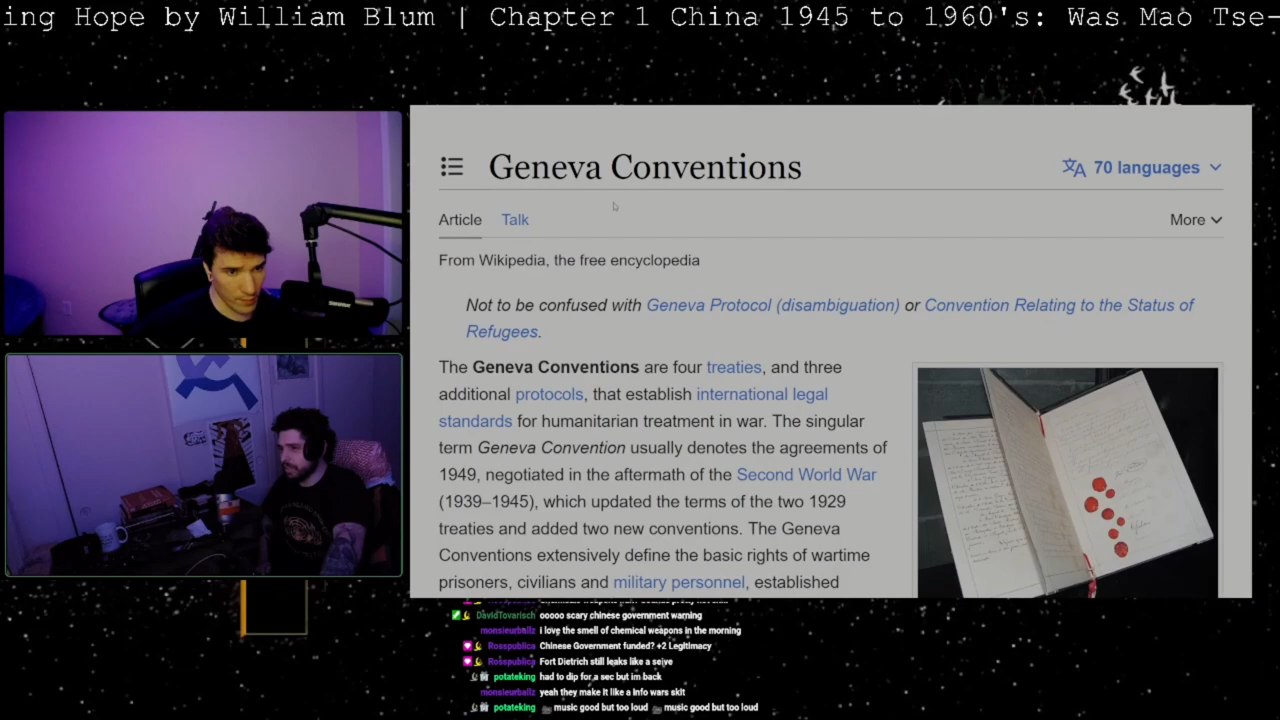 ing Hope by William Blum | Chapter 1 China 1945 to 1960's: Was Mao Tse-
Geneva Conventions
70 languages
Article Talk
More
From Wikipedia, the free encyclopedia
Not to be confused with Geneva Protocol (disambiguation) or Convention Relating to the Status of
Refugees.
The Geneva Conventions are four treaties, and three
additional protocols, that establish international legal
standards for humanitarian treatment in war. The singular
term Geneva Convention usually denotes the agreements of
1949, negotiated in the aftermath of the Second World War
(1939–1945), which updated the terms of the two 1929
treaties and added two new conventions. The Geneva
Conventions extensively define the basic rights of wartime
prisoners, civilians and military personnel, established
DavidTovarisch ooooo scary chinese government warning
monsieurballz I love the smell of chemical weapons in the morning
Rosspublica Chinese Government funded? +2 Legitimacy
Rosspublica Fort Dietrich still leaks like a seive
potateking had to dip for a sec but im back
monsieurballz yeah they make it like a info wars skit
potateking music good but too loud music good but too loud